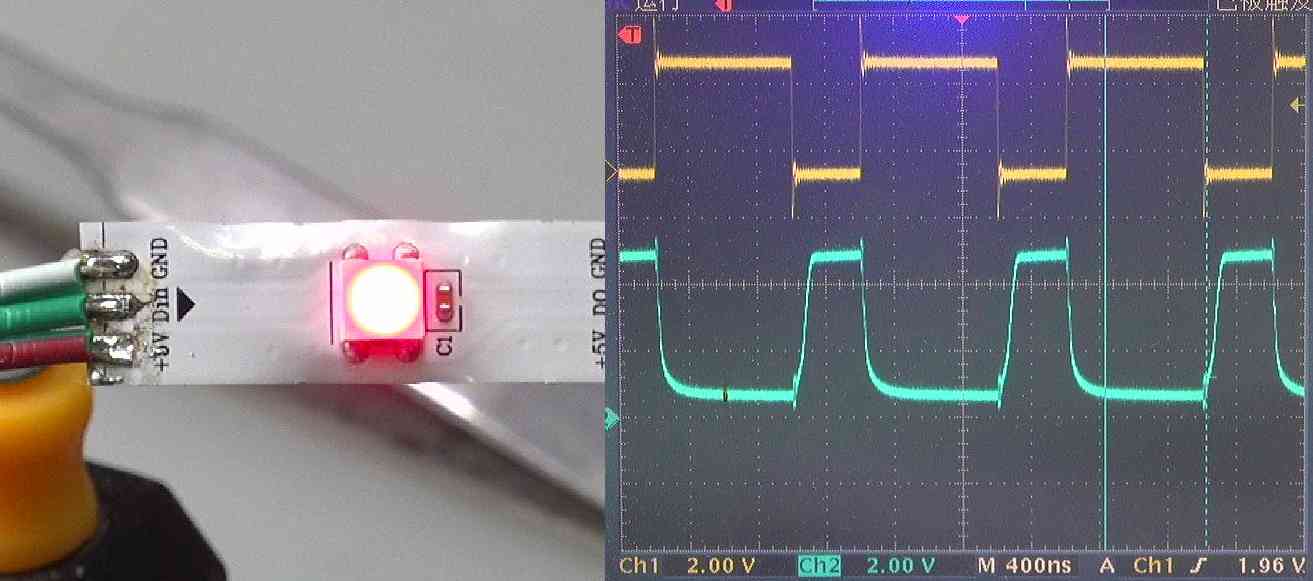 GND
Din
+5V
C1
GND
DO
+5V
运行
T
已被触发
T
Ch1 2.00 V Ch2 2.00 V M 400ns A Ch1 1.96 V